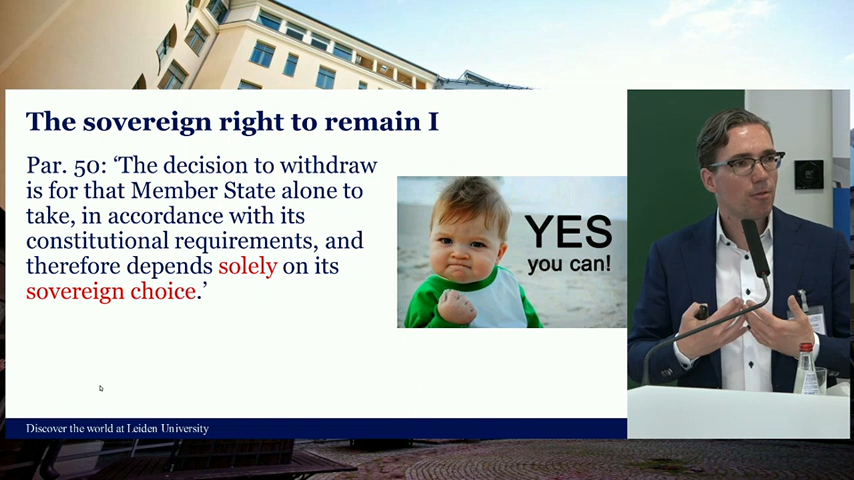 The sovereign right to remain I
Par. 50: ‘The decision to withdraw
is for that Member State alone to
take, in accordance with its
constitutional requirements, and
therefore depends solely on its
sovereign choice.’
YES
you can!
Discover the world at Leiden University